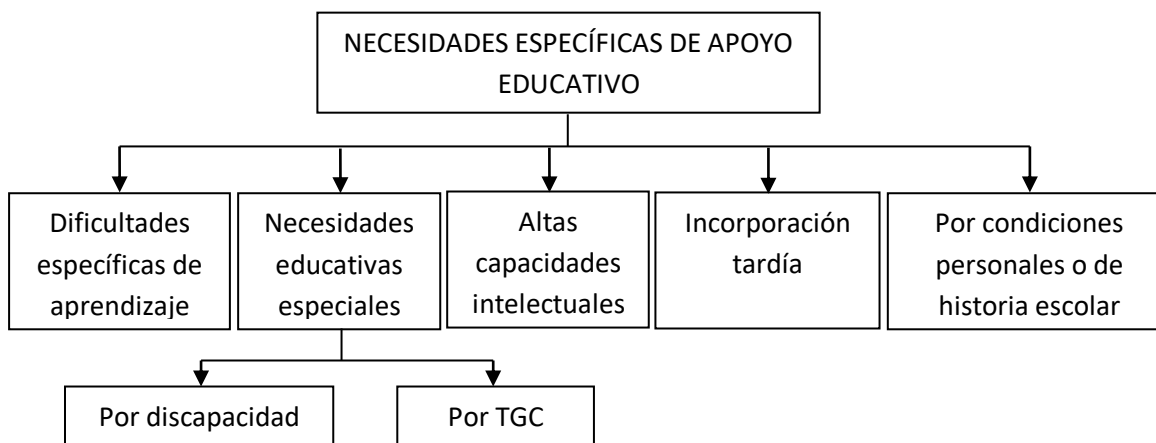 NECESIDADES ESPECÍFICAS DE APOYO
EDUCATIVO
Dificultades
específicas de
aprendizaje
Necesidades
educativas
especiales
Altas
capacidades
intelectuales
Incorporación
tardía
Por condiciones
personales o de
historia escolar
Por discapacidad
Por TGC